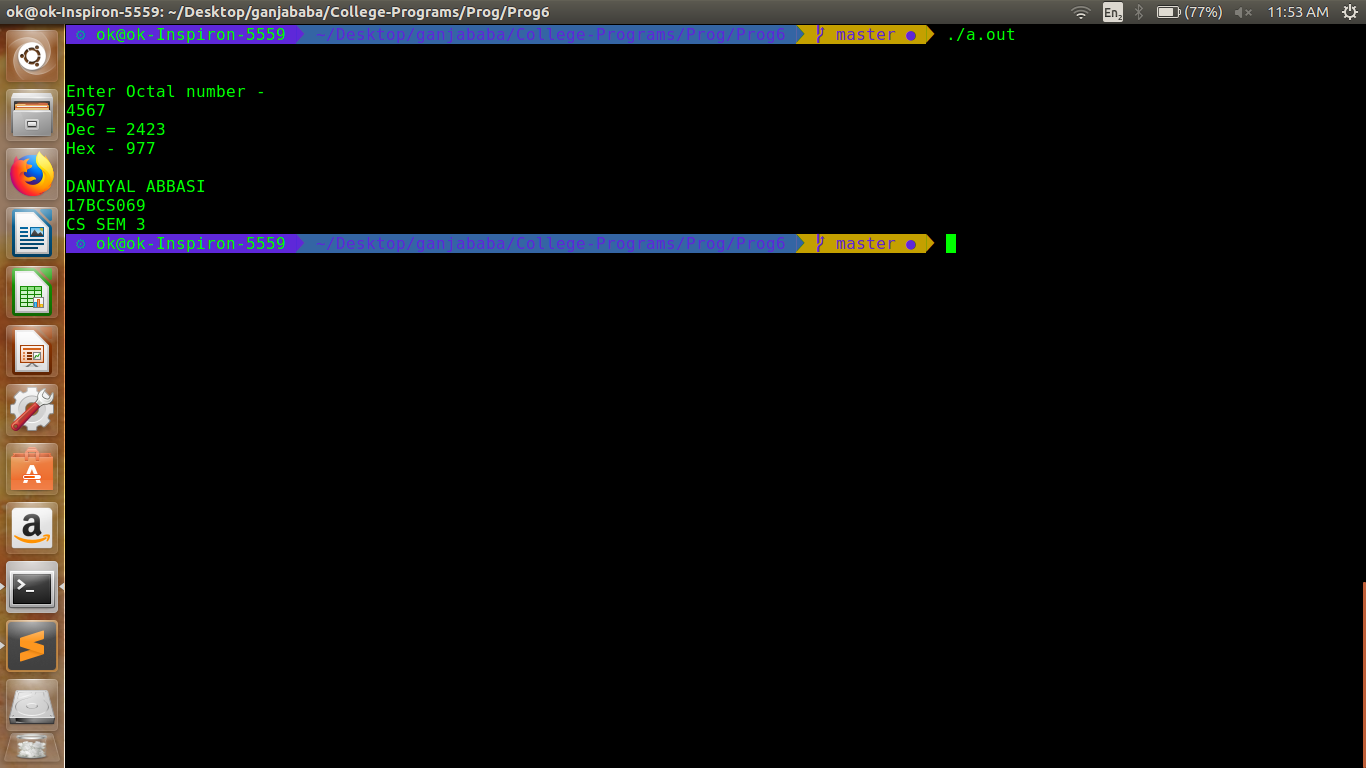 ok@ok-Inspiron-5559: ~/Desktop/ganjababa/College-Programs/Prog/Prog6
En2 (77%) 11:53 AM
ok@ok-Inspiron-5559 ~/Desktop/ganjababa/College-Programs/Prog/Prog6 master ● ./a.out
Enter Octal number -
4567
Dec = 2423
Hex - 977
DANIYAL ABBASI
17BCS069
CS SEM 3
ok@ok-Inspiron-5559 ~/Desktop/ganjababa/College-Programs/Prog/Prog6 master ●